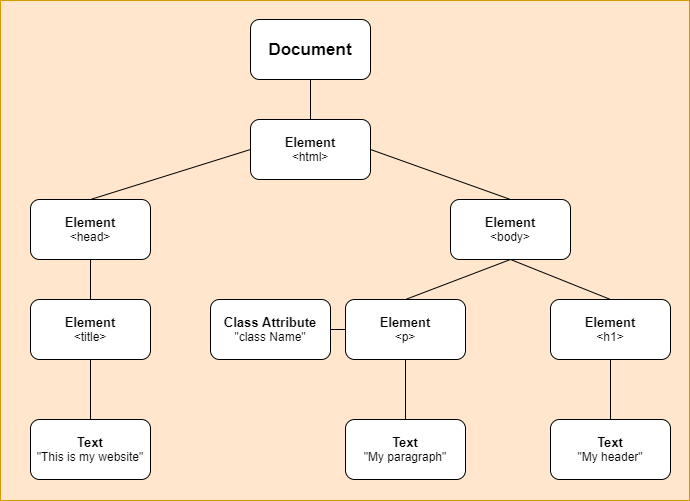 Document
Element
<html>
Element
<head>
Element
<body>
Element
<title>
Class Attribute
"class Name"
Element
<p>
Element
<h1>
Text
"This is my website"
Text
"My paragraph"
Text
"My header"